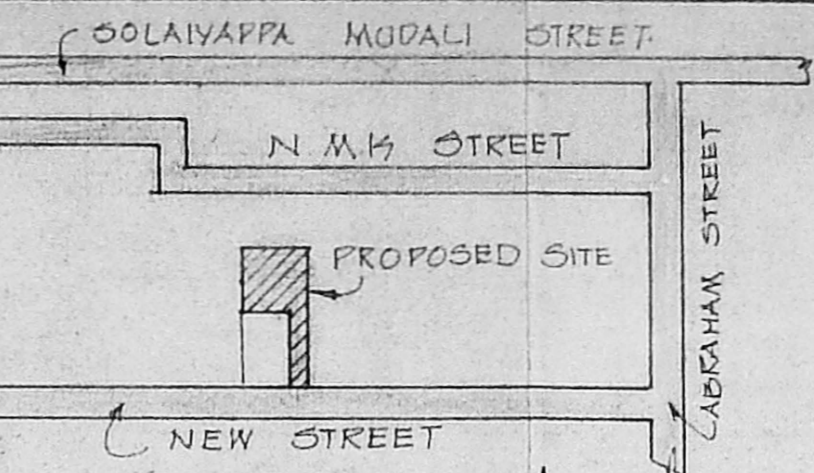 SOLAIYAPPA MUDALI STREET
N M K STREET
ABRAHAM STREET
PROPOSED SITE
NEW STREET